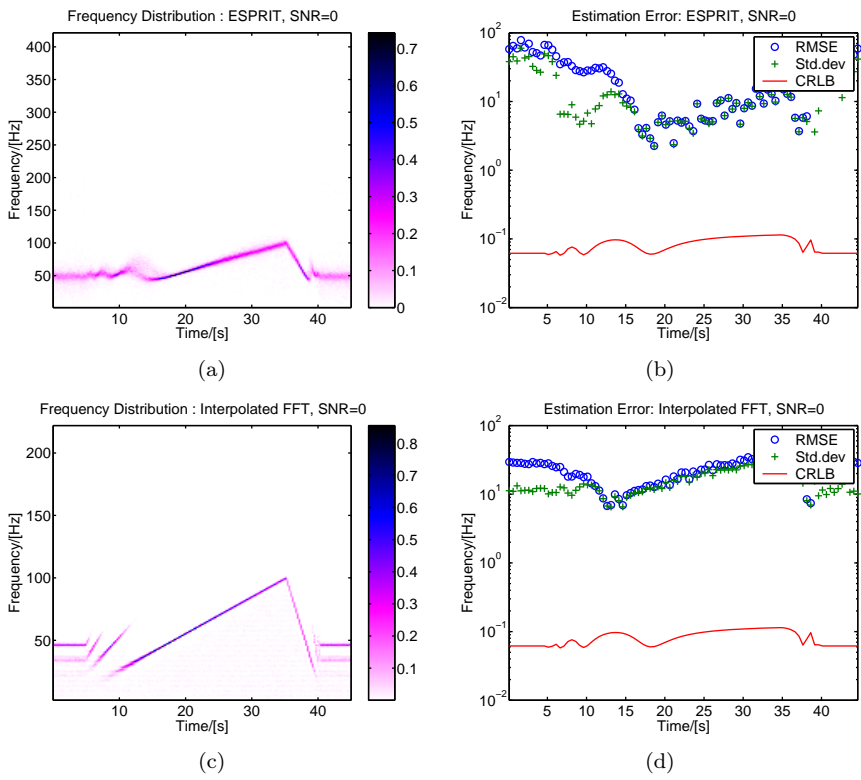 Frequency Distribution : ESPRIT, SNR=0
Frequency/[Hz]
400
350
300
250
200
150
100
50
10
20
30
40
Time/[s]
0.7
0.6
0.5
0.4
0.3
0.2
0.1
0
(a)
Estimation Error: ESPRIT, SNR=0
RMSE
Std.dev
CRLB
Frequency/[Hz]
10^2
10^1
10^0
10^-1
10^-2
5
10
15
20
25
30
35
40
Time/[s]
(b)
Frequency Distribution : Interpolated FFT, SNR=0
Frequency/[Hz]
200
150
100
50
10
20
30
40
Time/[s]
0.8
0.7
0.6
0.5
0.4
0.3
0.2
0.1
(c)
Estimation Error: Interpolated FFT, SNR=0
RMSE
Std.dev
CRLB
Frequency/[Hz]
10^2
10^1
10^0
10^-1
10^-2
5
10
15
20
25
30
35
40
Time/[s]
(d)